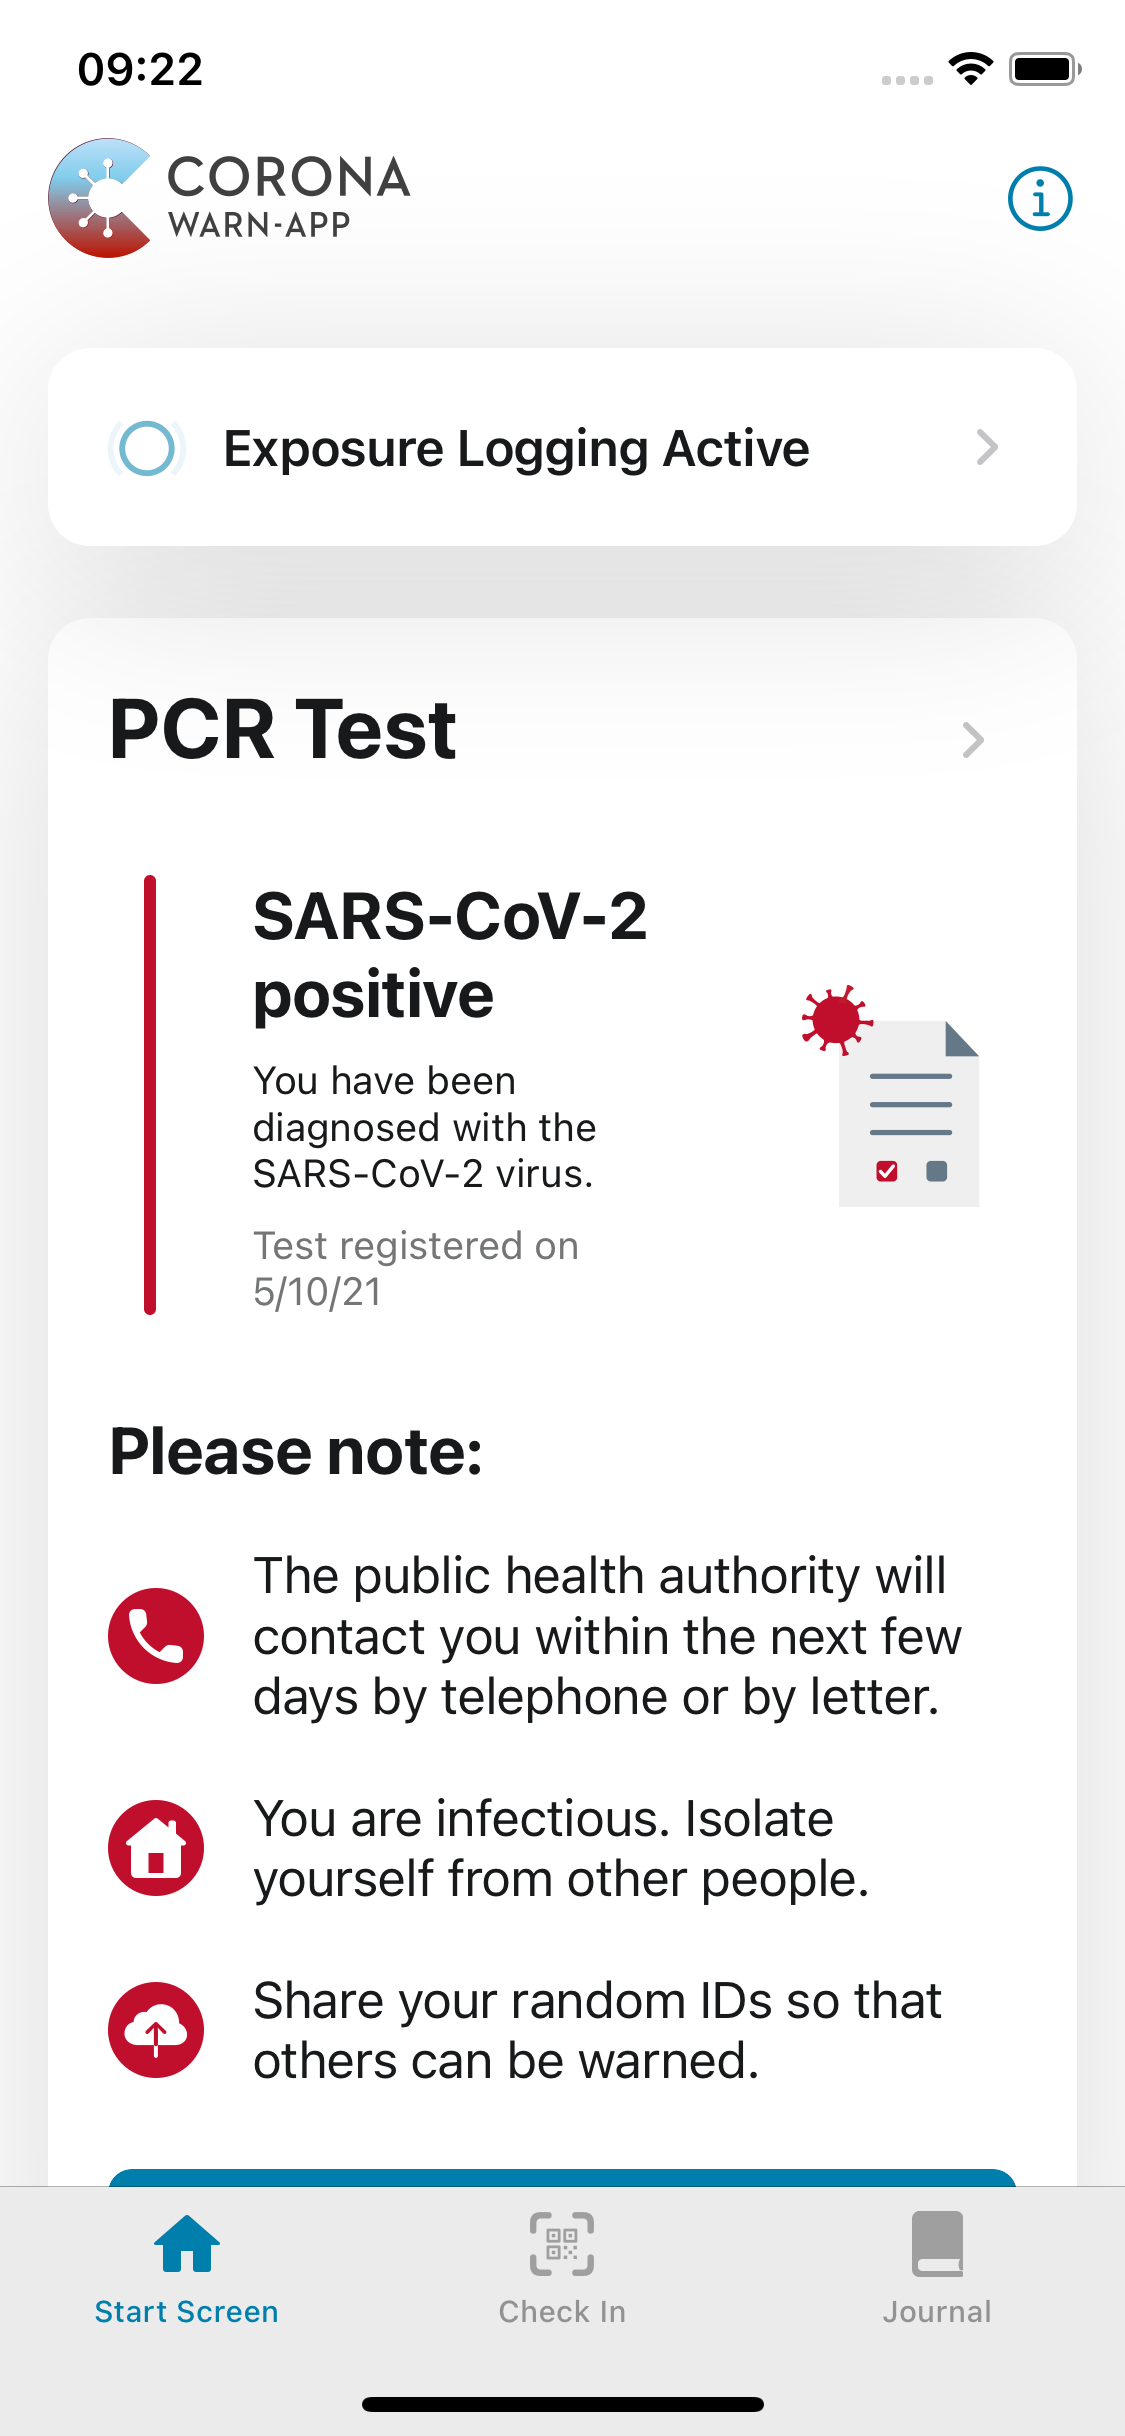 09:22
CORONA
WARN-APP
Exposure Logging Active
PCR Test
SARS-CoV-2
positive
You have been
diagnosed with the
SARS-CoV-2 virus.
Test registered on
5/10/21
Please note:
The public health authority will
contact you within the next few
days by telephone or by letter.
You are infectious. Isolate
yourself from other people.
Share your random IDs so that
others can be warned.
Start Screen
Check In
Journal